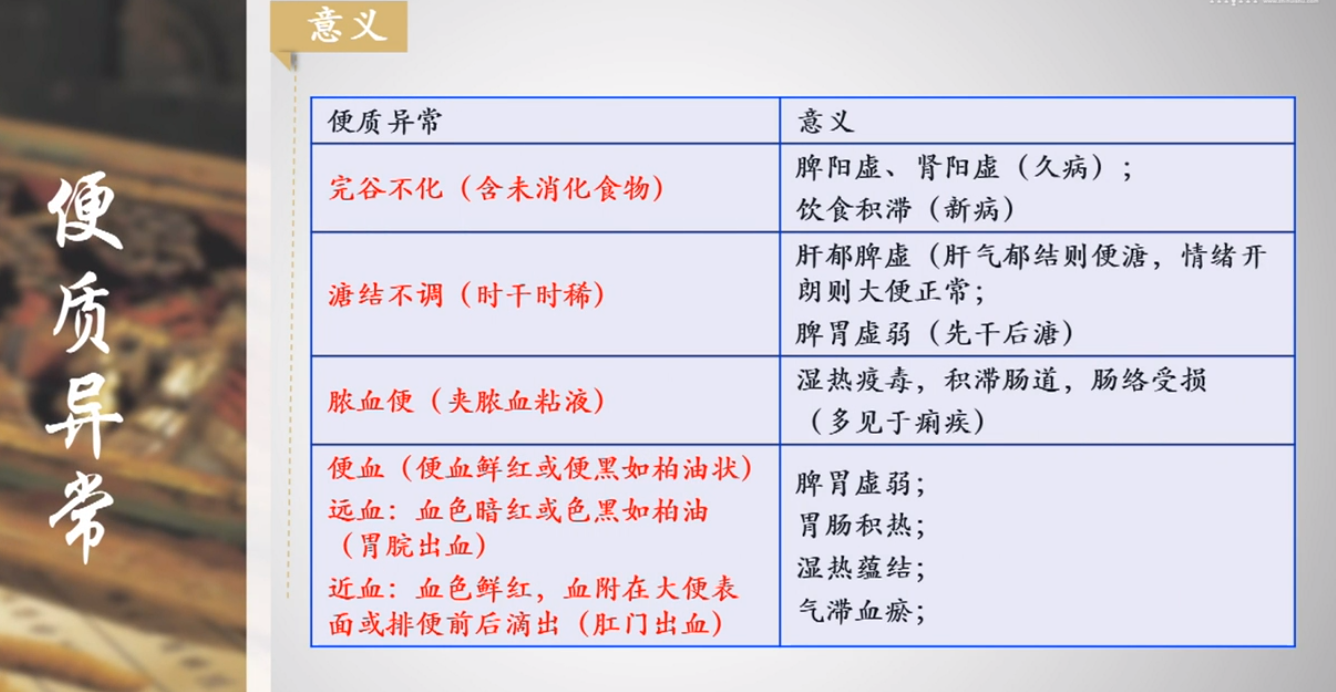 意义
便质异常
便质异常
意义
完谷不化（含未消化食物）
脾阳虚、肾阳虚（久病）；
饮食积滞（新病）
溏结不调（时干时稀）
肝郁脾虚（肝气郁结则便溏，情绪开
朗则大便正常；
脾胃虚弱（先干后溏）
脓血便（夹脓血粘液）
湿热疫毒，积滞肠道，肠络受损
（多见于痢疾）
便血（便血鲜红或便黑如柏油状）
远血：血色暗红或色黑如柏油
（胃脘出血）
近血：血色鲜红，血附在大便表
面或排便前后滴出（肛门出血）
脾胃虚弱；
胃肠积热；
湿热蕴结；
气滞血瘀；